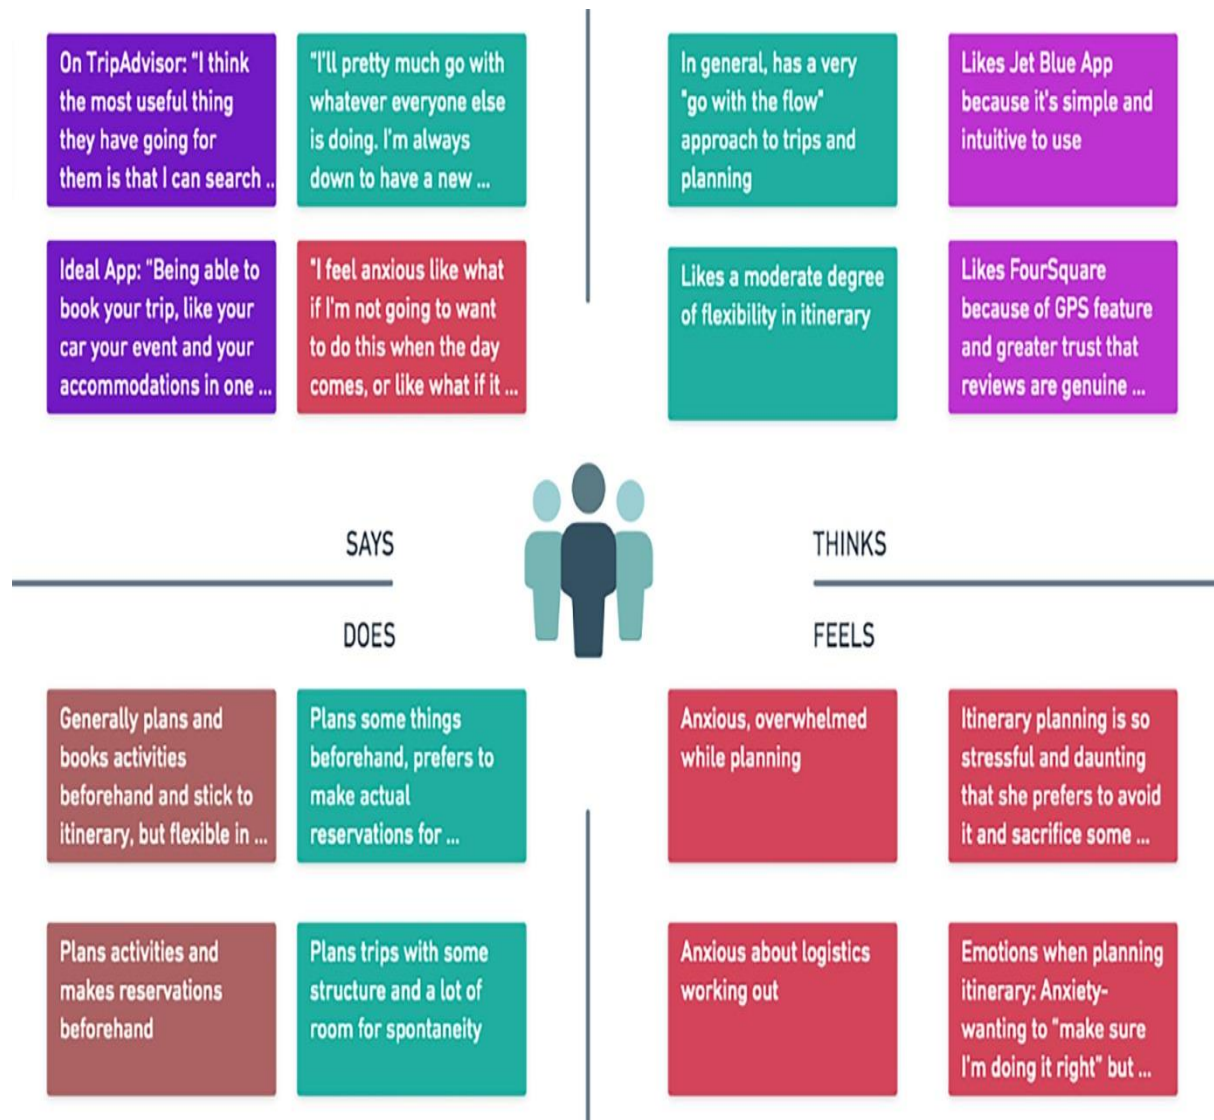 On TripAdvisor: "I think
the most useful thing
they have going for
them is that I can search ..
"I'll pretty much go with
whatever everyone else
is doing. I'm always
down to have a new ...
Ideal App: "Being able to
book your trip, like your
car your event and your
accommodations in one ...
"I feel anxious like what
if I'm not going to want
to do this when the day
comes, or like what if it ...
In general, has a very
"go with the flow"
approach to trips and
planning
Likes Jet Blue App
because it's simple and
intuitive to use
Likes a moderate degree
of flexibility in itinerary
Likes FourSquare
because of GPS feature
and greater trust that
reviews are genuine ...
SAYS
THINKS
DOES
FEELS
Generally plans and
books activities
beforehand and stick to
itinerary, but flexible in ...
Plans some things
beforehand, prefers to
make actual
reservations for ...
Plans activities and
makes reservations
beforehand
Plans trips with some
structure and a lot of
room for spontaneity
Anxious, overwhelmed
while planning
Itinerary planning is so
stressful and daunting
that she prefers to avoid
it and sacrifice some ...
Anxious about logistics
working out
Emotions when planning
itinerary: Anxiety-
wanting to "make sure
I'm doing it right" but ...